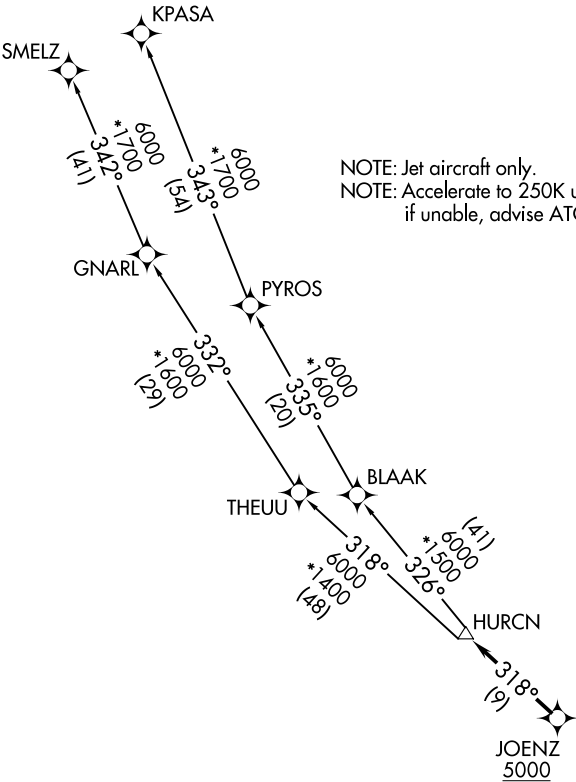 KPASA
SMELZ
6000
*1700
342°
(41)
6000
*1700
343°
(54)
NOTE: Jet aircraft only.
NOTE: Accelerate to 250K u
if unable, advise ATC
GNARL
PYROS
332°
6000
*1600
(29)
6000
*1600
335°
(20)
BLAAK
THEUU
318°
6000
*1400
(48)
(41)
6000
*1500
326°
HURCN
318°
(9)
JOENZ
5000